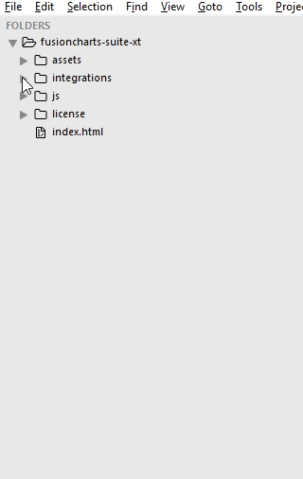 File Edit Selection Find View Goto Tools Proje
FOLDERS
fusioncharts-suite-xt
assets
integrations
js
license
index.html